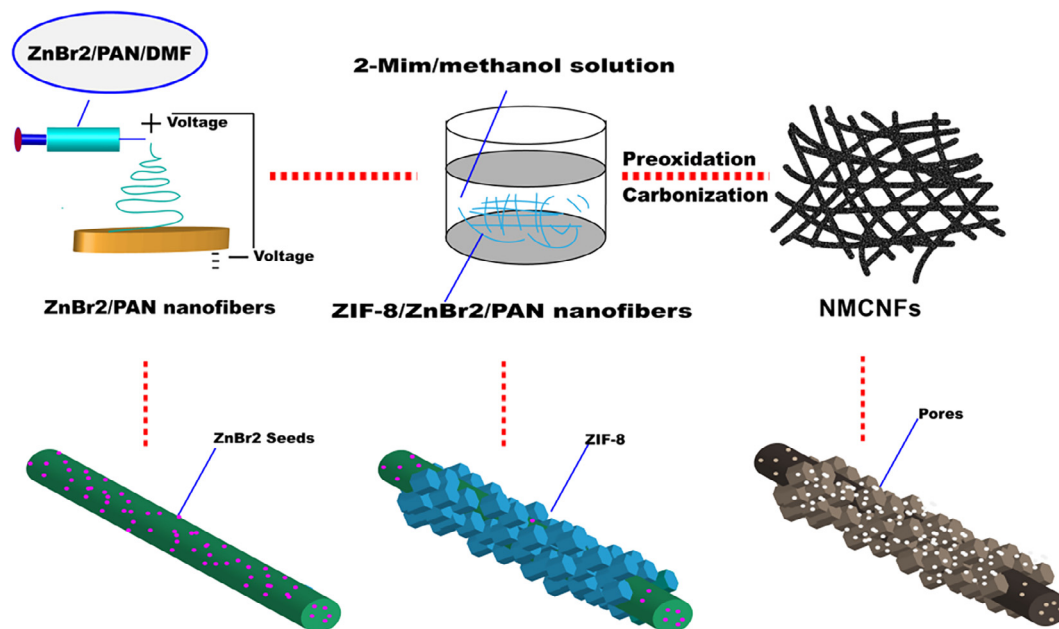 ZnBr2/PAN/DMF
2-Mim/methanol solution
+ Voltage
Preoxidation
Carbonization
— Voltage
ZnBr2/PAN nanofibers
ZIF-8/ZnBr2/PAN nanofibers
NMCNFs
ZnBr2 Seeds
ZIF-8
Pores